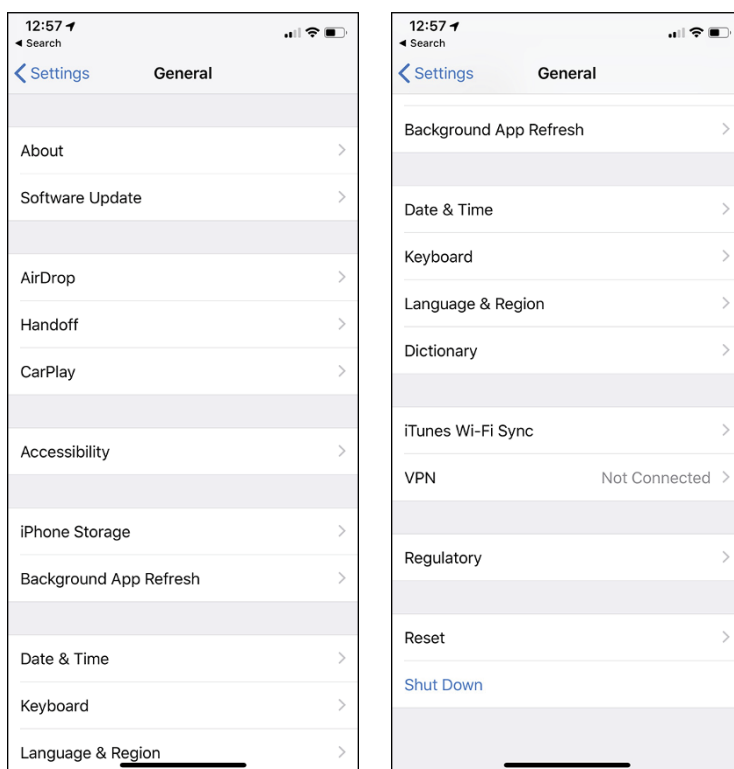 12:57
Search
Settings
General
About
Software Update
AirDrop
Handoff
CarPlay
Accessibility
iPhone Storage
Background App Refresh
Date & Time
Keyboard
Language & Region
12:57
Search
Settings
General
Background App Refresh
Date & Time
Keyboard
Language & Region
Dictionary
iTunes Wi-Fi Sync
VPN Not Connected
Regulatory
Reset
Shut Down